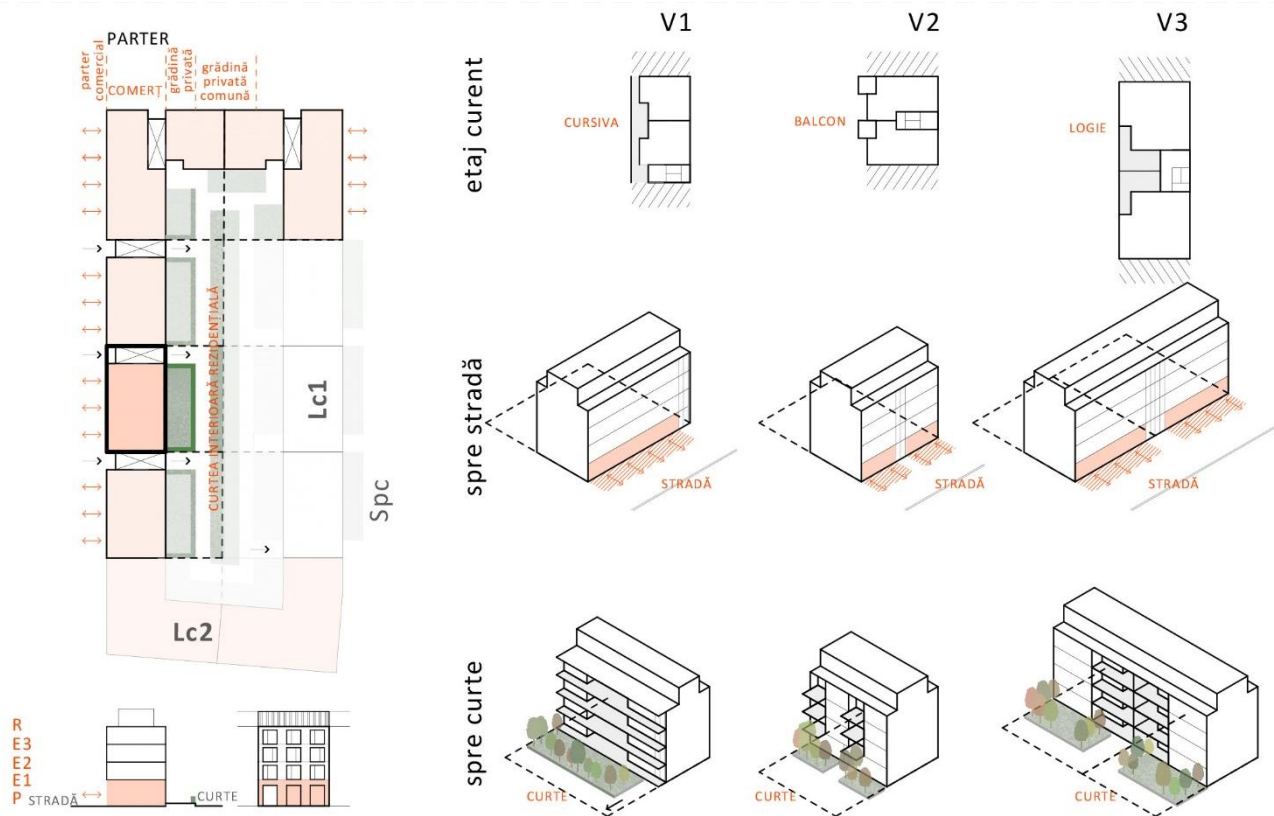 PARTER
parter
comercial
COMERȚ
grădină
privată
grădină
privată
comună
CURTEA INTERIOARĂ REZIDENȚIALĂ
Lc1
Spc
Lc2
R
E3
E2
E1
P
STRADĂ
CURTE
V1
V2
V3
etaj curent
CURSIVA
BALCON
LOGIE
spre stradă
STRADĂ
STRADĂ
STRADĂ
spre curte
CURTE
CURTE
CURTE